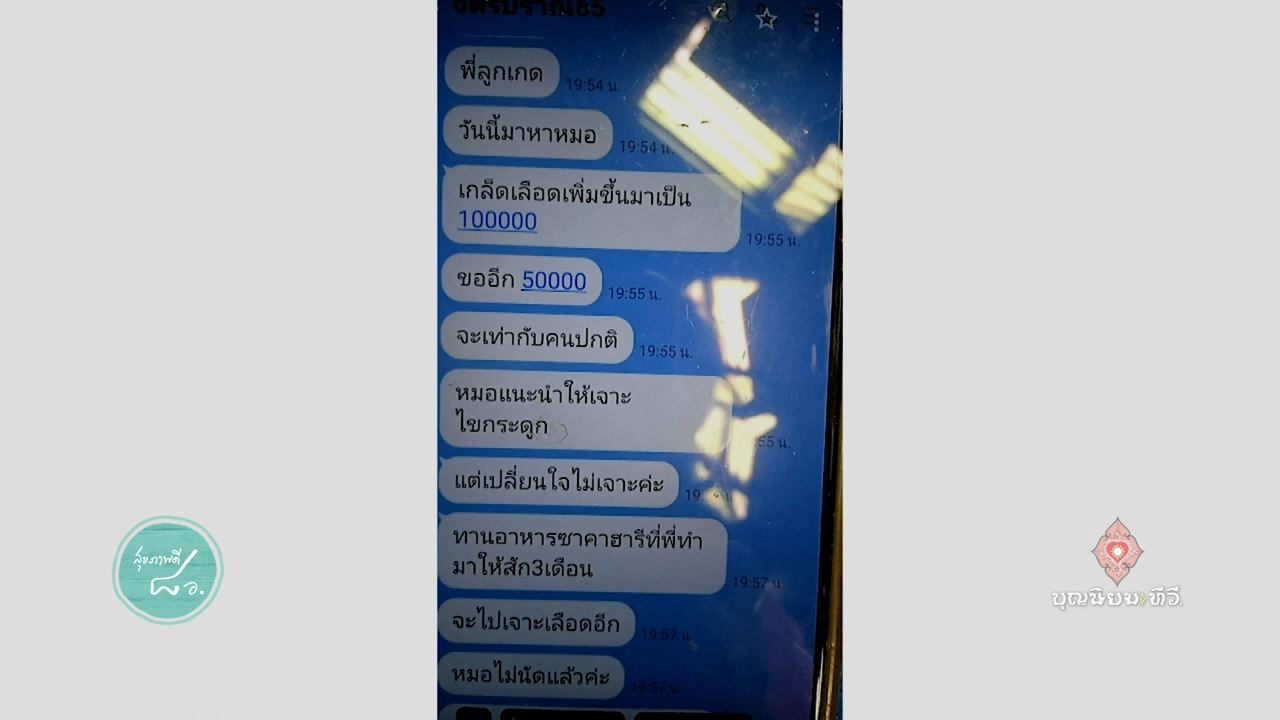 พี่ลูกเกด
19:54 น.
วันนี้มาหาหมอ
19:54 น.
เกล็ดเลือดเพิ่มขึ้นมาเป็น
100000
19:55 น.
ขออีก 50000
19:55 น.
จะเท่ากับคนปกติ
19:55 น.
หมอแนะนำให้เจาะ
ไขกระดูก
55 น.
แต่เปลี่ยนใจไม่เจาะค่ะ
ทานอาหารซาคาฮารีที่พี่ทำ
มาให้สัก3เดือน
19:57 น
จะไปเจาะเลือดอีก
19:57 น
หมอไม่นัดแล้วค่ะ
19:57 น.
สุขภาพดี
๘อ.
บุญนิยมทีวี